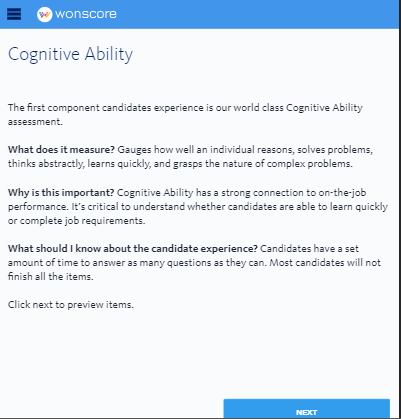 wonscore
Cognitive Ability
The first component candidates experience is our world class Cognitive Ability
assessment.
What does it measure? Gauges how well an individual reasons, solves problems,
thinks abstractly, learns quickly, and grasps the nature of complex problems.
Why is this important? Cognitive Ability has a strong connection to on-the-job
performance. It's critical to understand whether candidates are able to learn quickly
or complete job requirements.
What should I know about the candidate experience? Candidates have a set
amount of time to answer as many questions as they can. Most candidates will not
finish all the items.
Click next to preview items.
NEXT